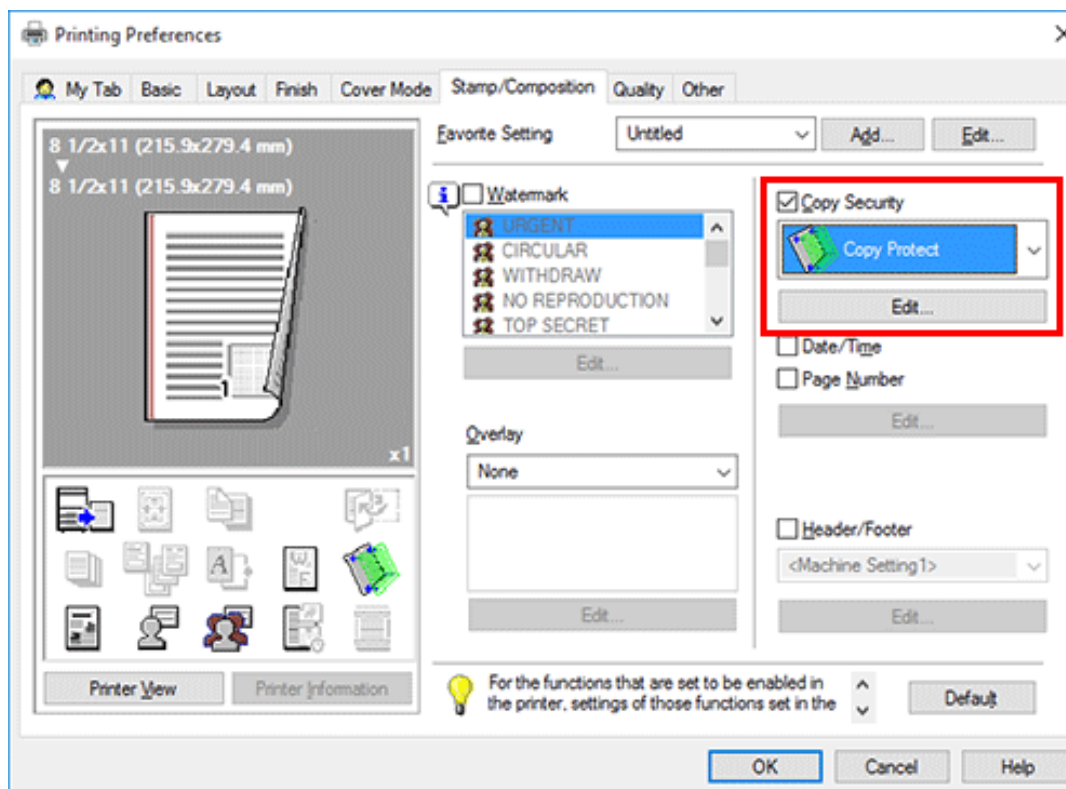 Printing Preferences
My Tab Basic Layout Finish Cover Mode Stamp/Composition Quality Other
8 1/2x11 (215.9x279.4 mm)
8 1/2x11 (215.9x279.4 mm)
1
x1
A
W.
F
3
Printer View Printer Information
Favorite Setting Untitled Add... Edit...
Watermark
URGENT
CIRCULAR
WITHDRAW
NO REPRODUCTION
TOP SECRET
Edit...
Overlay
None
Edit...
Copy Security
Copy Protect
Edit...
Date/Time
Page Number
Edit...
Header/Footer
<Machine Setting1>
Edit...
For the functions that are set to be enabled in
the printer, settings of those functions set in the
Default
OK Cancel Help